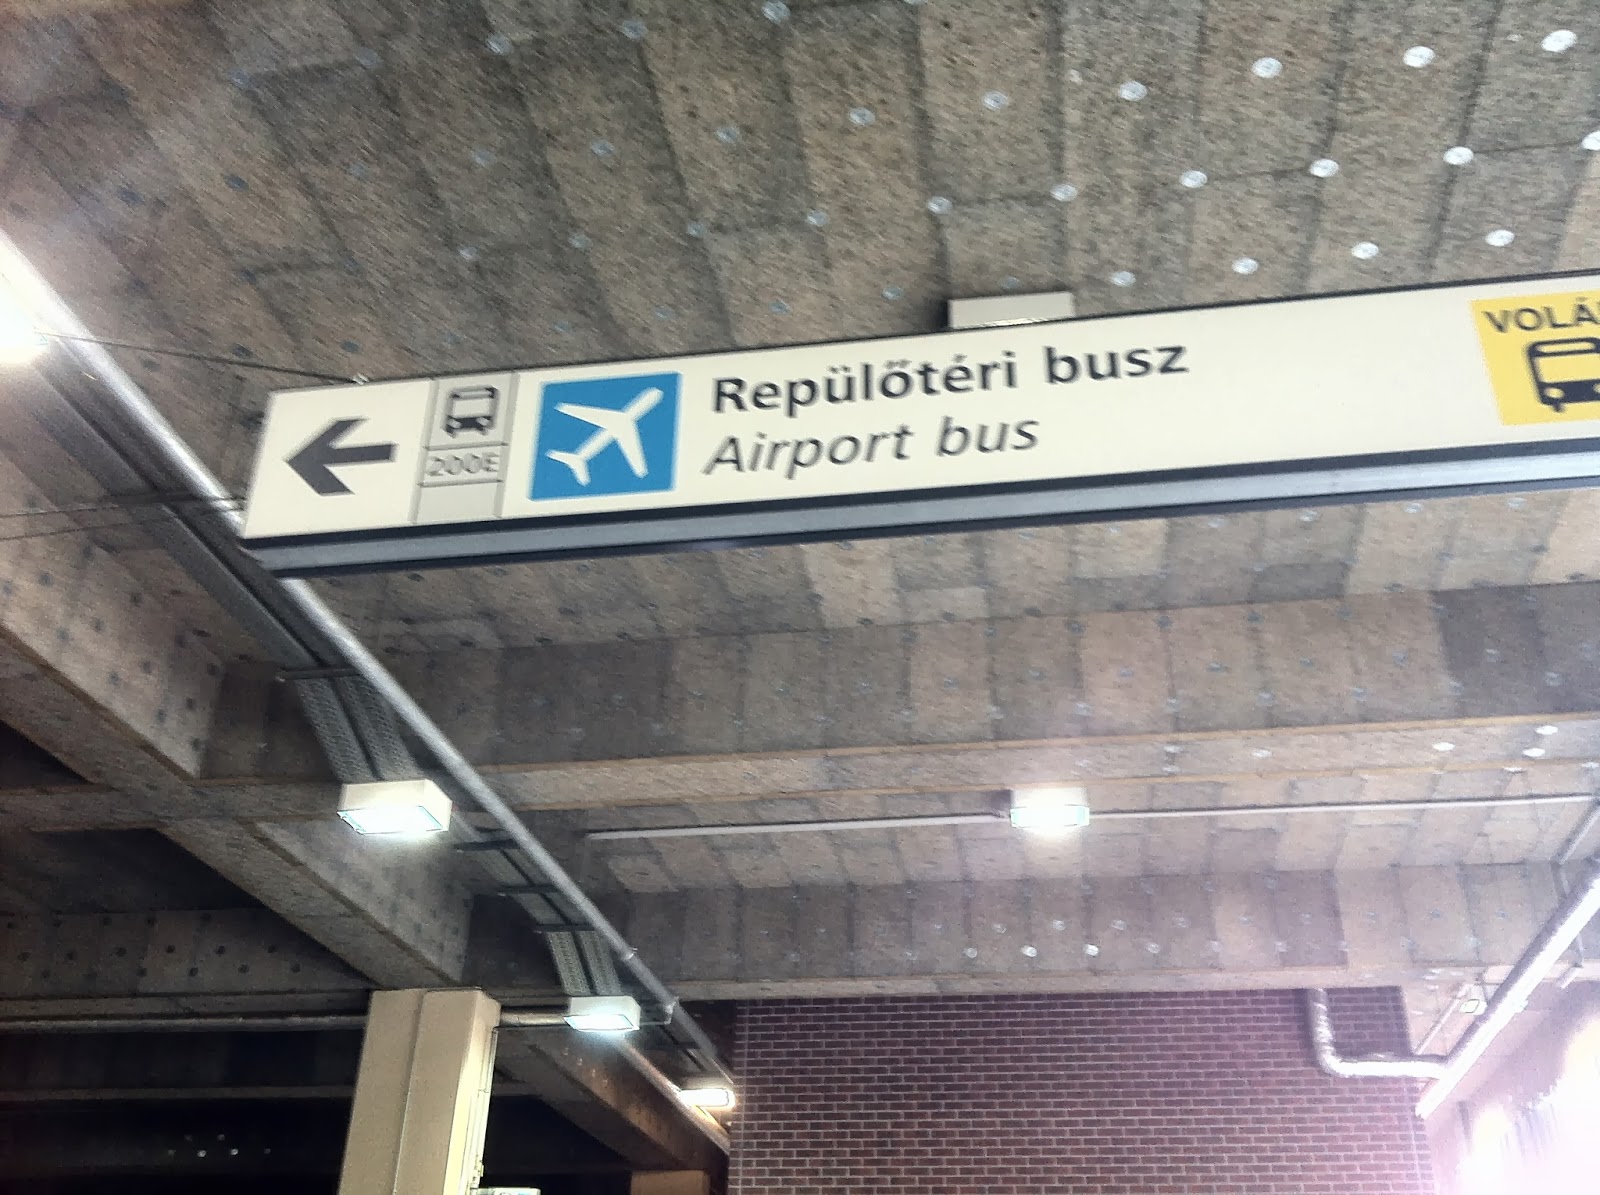 200E
Repülőtéri busz
Airport bus